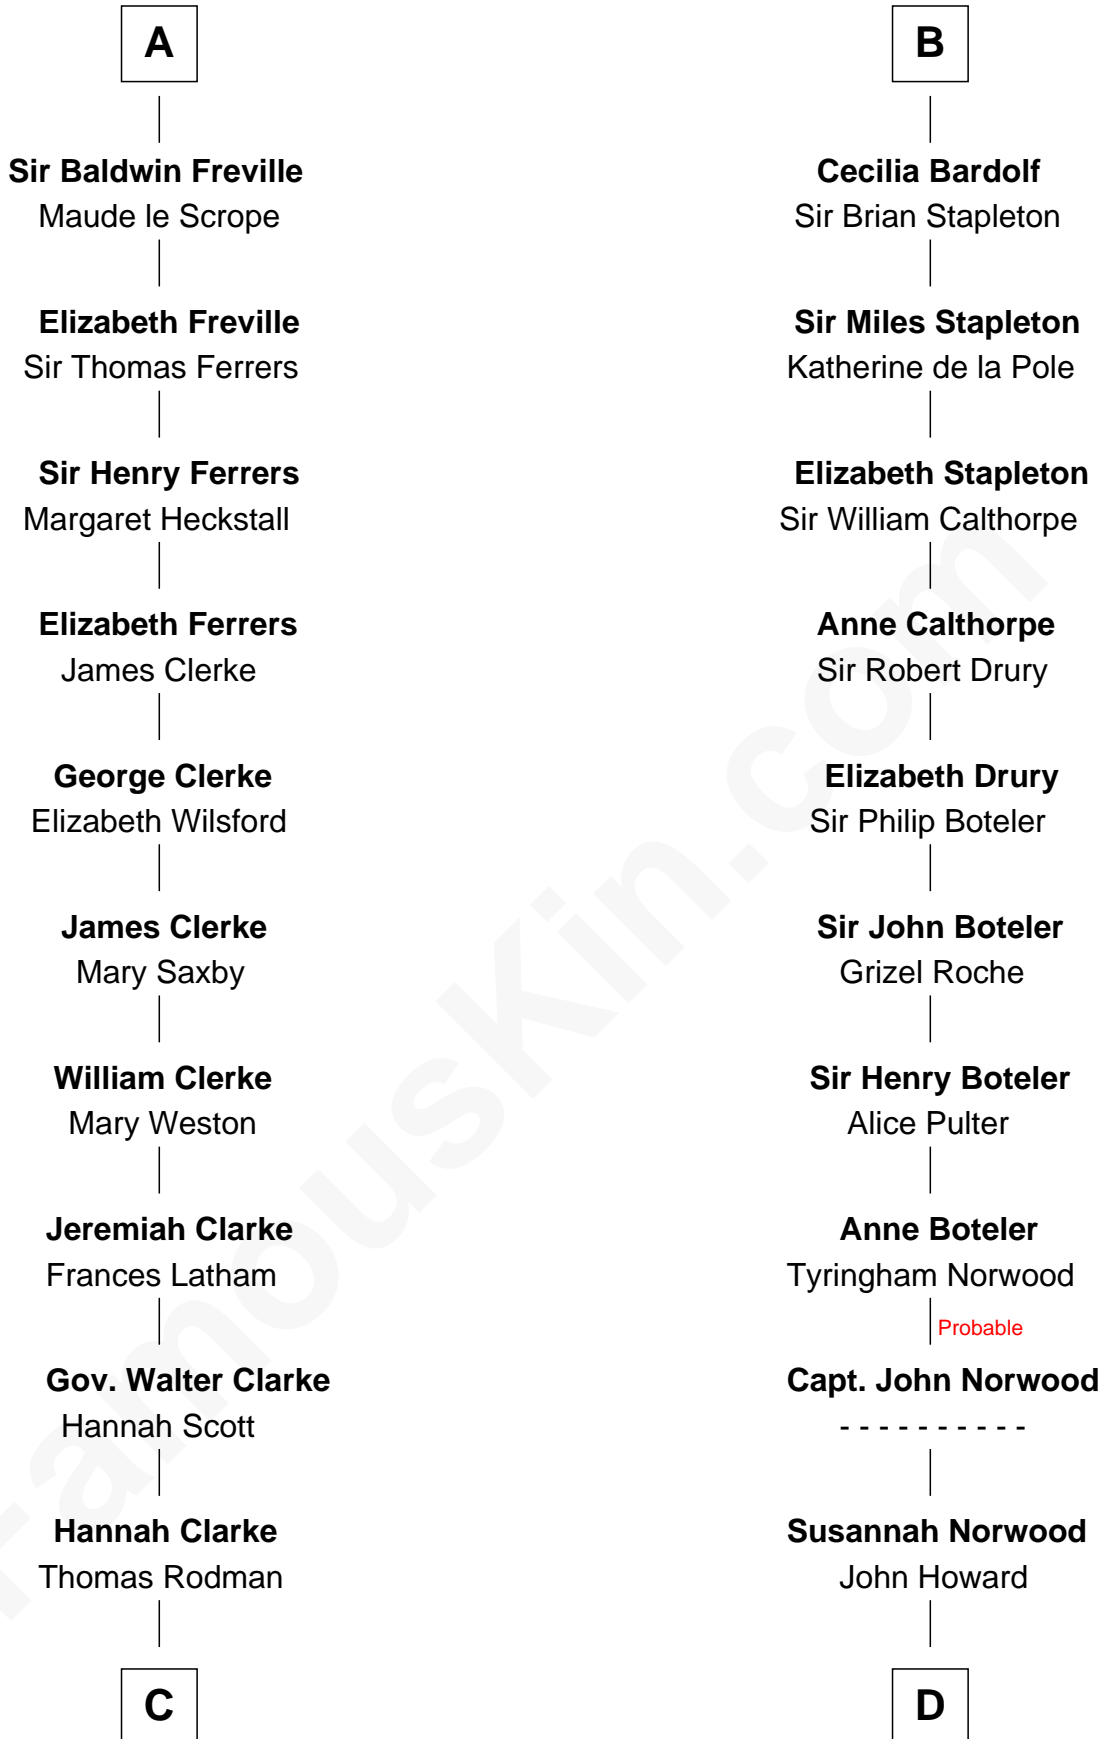 A
Sir Baldwin Freville
Maude le Scrope
Elizabeth Freville
Sir Thomas Ferrers
Sir Henry Ferrers
Margaret Heckstall
Elizabeth Ferrers
James Clerke
George Clerke
Elizabeth Wilsford
James Clerke
Mary Saxby
William Clerke
Mary Weston
Jeremiah Clarke
Frances Latham
Gov. Walter Clarke
Hannah Scott
Hannah Clarke
Thomas Rodman
C
B
Cecilia Bardolf
Sir Brian Stapleton
Sir Miles Stapleton
Katherine de la Pole
Elizabeth Stapleton
Sir William Calthorpe
Anne Calthorpe
Sir Robert Drury
Elizabeth Drury
Sir Philip Boteler
Sir John Boteler
Grizel Roche
Sir Henry Boteler
Alice Pulter
Anne Boteler
Tyringham Norwood
Probable
Capt. John Norwood
- - - - - - - - - -
Susannah Norwood
John Howard
D
FamousKin.com